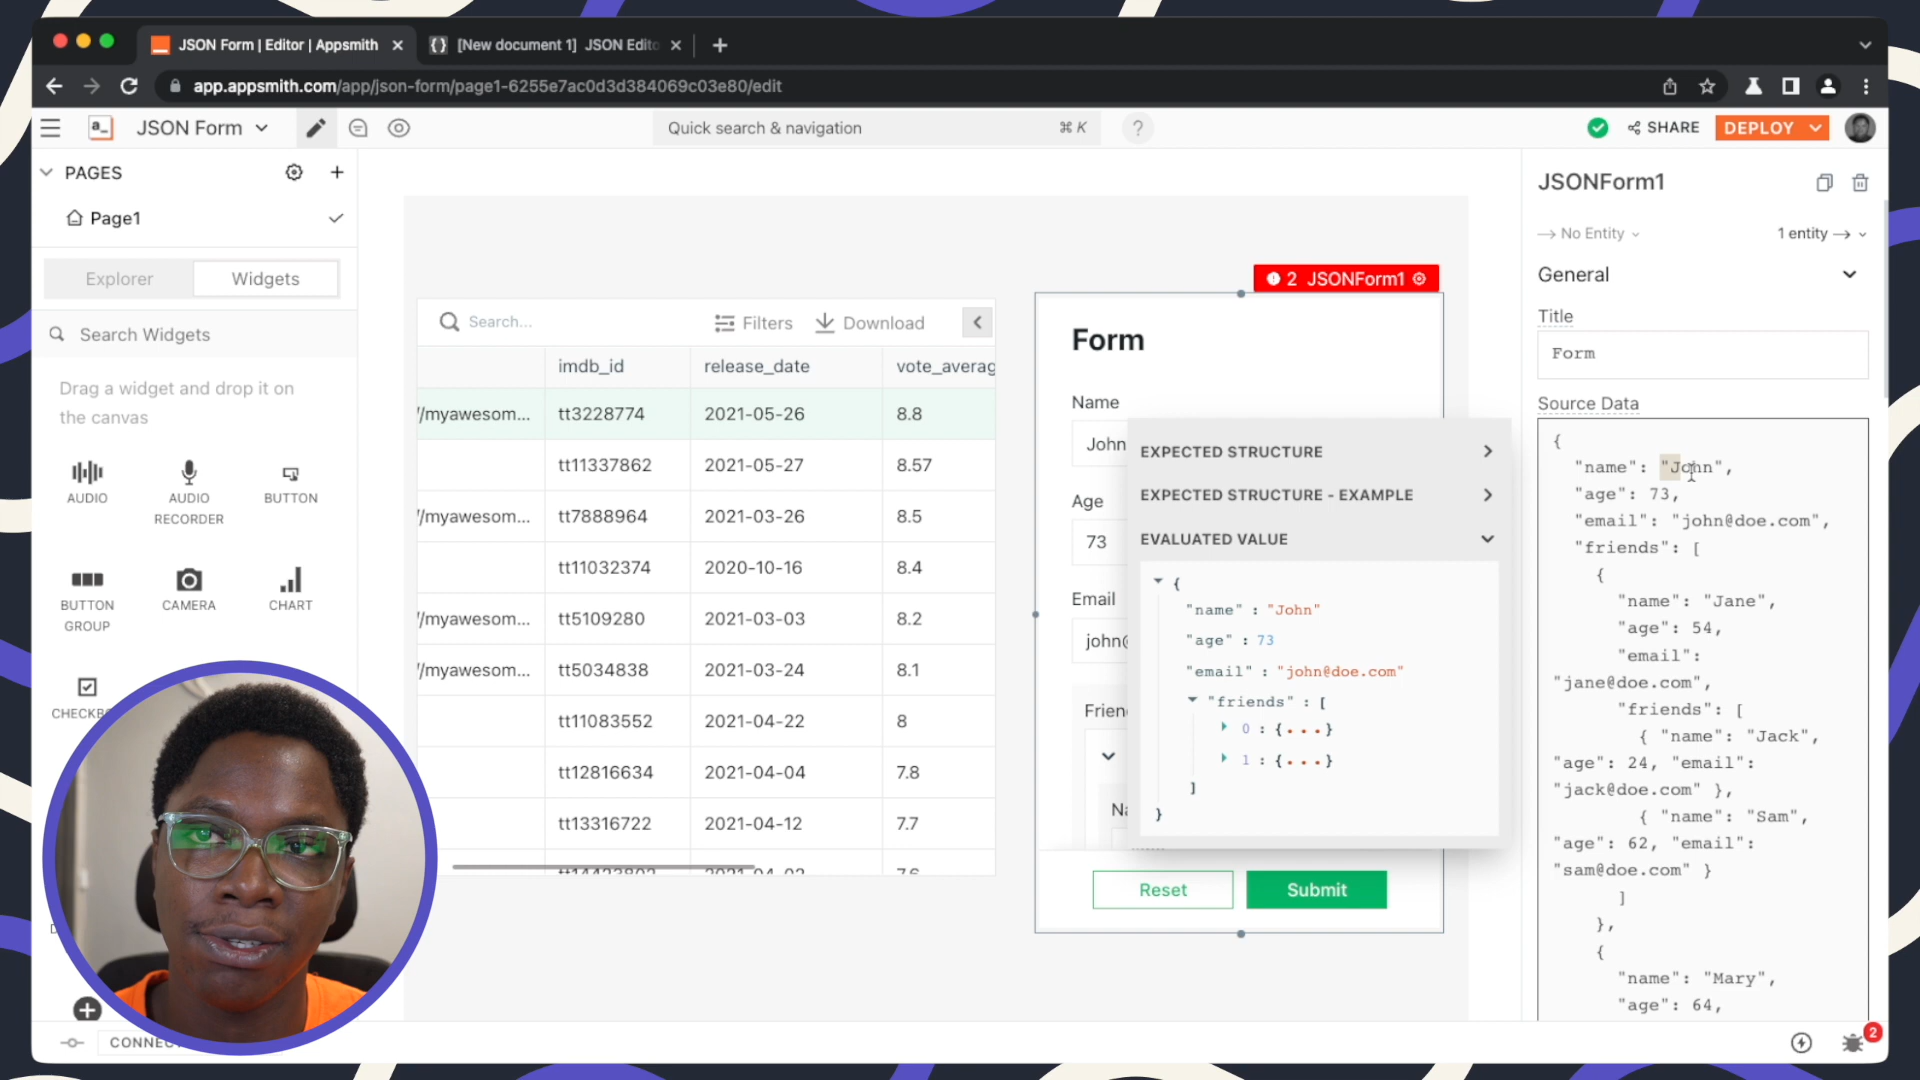 JSON Form | Editor | Appsmith
[New document 1] JSON Edito
app.appsmith.com/app/json-form/page1-6255e7ac0d3d384069c03e80/edit
a_ JSON Form
Quick search & navigation
⌘ K
?
SHARE
DEPLOY
PAGES
Page1
Explorer
Widgets
Search Widgets
Drag a widget and drop it on
the canvas
AUDIO
AUDIO
RECORDER
BUTTON
BUTTON
GROUP
CAMERA
CHART
CHECKB
CONNEC
Search...
Filters
Download
imdb_id
release_date
vote_averag
//myawesom...
tt3228774
2021-05-26
8.8
tt11337862
2021-05-27
8.57
//myawesom...
tt7888964
2021-03-26
8.5
tt11032374
2020-10-16
8.4
//myawesom...
tt5109280
2021-03-03
8.2
//myawesom...
tt5034838
2021-03-24
8.1
tt11083552
2021-04-22
8
tt12816634
2021-04-04
7.8
tt13316722
2021-04-12
7.7
2 JSONForm1
Form
Name
John
Age
73
Email
john@
Frien
Na
Reset
Submit
EXPECTED STRUCTURE
EXPECTED STRUCTURE - EXAMPLE
EVALUATED VALUE
{
"name" : "John"
"age" : 73
"email" : "john@doe.com"
"friends" : [
0 : {...}
1 : {...}
]
}
JSONForm1
No Entity
1 entity
General
Title
Form
Source Data
{
"name": "John",
"age": 73,
"email": "john@doe.com",
"friends": [
{
"name": "Jane",
"age": 54,
"email":
"jane@doe.com",
"friends": [
{ "name": "Jack",
"age": 24, "email":
"jack@doe.com" },
{ "name": "Sam",
"age": 62, "email":
"sam@doe.com" }
]
},
{
"name": "Mary",
"age": 64,
2